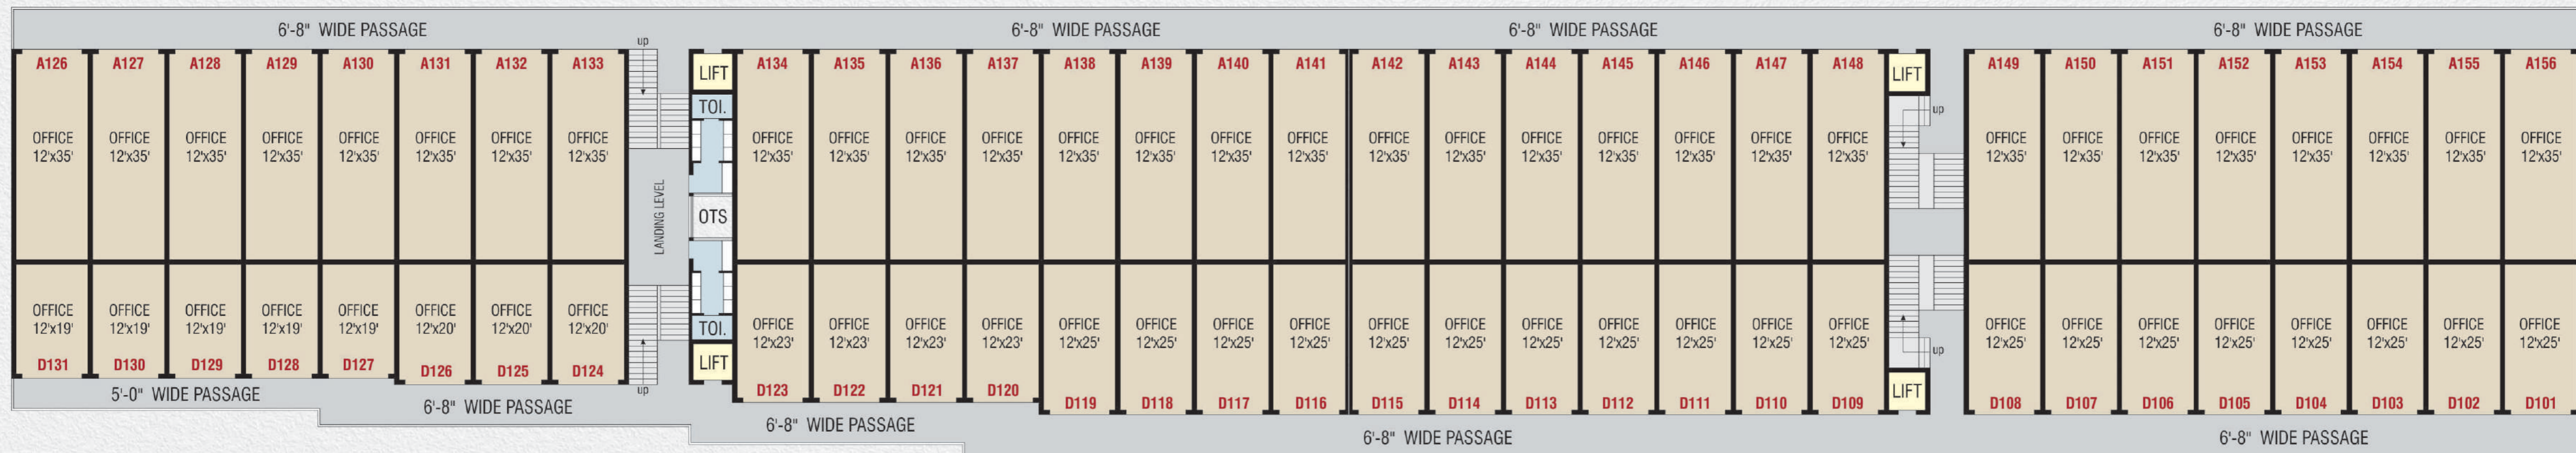 6'-8" WIDE PASSAGE 6'-8" WIDE PASSAGE 6'-8" WIDE PASSAGE 6'-8" WIDE PASSAGE
up
A126 A127 A128 A129 A130 A131 A132 A133 LIFT A134 A135 A136 A137 A138 A139 A140 A141 A142 A143 A144 A145 A146 A147 A148 LIFT A149 A150 A151 A152 A153 A154 A155 A156
TOI. up
OFFICE OFFICE OFFICE OFFICE OFFICE OFFICE OFFICE OFFICE OFFICE OFFICE OFFICE OFFICE OFFICE OFFICE OFFICE OFFICE OFFICE OFFICE OFFICE OFFICE OFFICE OFFICE OFFICE OFFICE OFFICE OFFICE OFFICE OFFICE OFFICE OFFICE OFFICE
12'x35' 12'x35' 12'x35' 12'x35' 12'x35' 12'x35' 12'x35' 12'x35' 12'x35' 12'x35' 12'x35' 12'x35' 12'x35' 12'x35' 12'x35' 12'x35' 12'x35' 12'x35' 12'x35' 12'x35' 12'x35' 12'x35' 12'x35' 12'x35' 12'x35' 12'x35' 12'x35' 12'x35' 12'x35' 12'x35' 12'x35'
LANDING LEVEL
OTS
OFFICE OFFICE OFFICE OFFICE OFFICE OFFICE OFFICE OFFICE TOI. OFFICE OFFICE OFFICE OFFICE OFFICE OFFICE OFFICE OFFICE OFFICE OFFICE OFFICE OFFICE OFFICE OFFICE OFFICE OFFICE OFFICE OFFICE OFFICE OFFICE OFFICE OFFICE OFFICE
12'x19' 12'x19' 12'x19' 12'x19' 12'x19' 12'x20' 12'x20' 12'x20' 12'x23' 12'x23' 12'x23' 12'x23' 12'x25' 12'x25' 12'x25' 12'x25' 12'x25' 12'x25' 12'x25' 12'x25' 12'x25' 12'x25' 12'x25' up 12'x25' 12'x25' 12'x25' 12'x25' 12'x25' 12'x25' 12'x25' 12'x25'
D131 D130 D129 D128 D127 D126 D125 D124 LIFT D123 D122 D121 D120 D119 D118 D117 D116 D115 D114 D113 D112 D111 D110 D109 LIFT D108 D107 D106 D105 D104 D103 D102 D101
up
5'-0" WIDE PASSAGE 6'-8" WIDE PASSAGE 6'-8" WIDE PASSAGE 6'-8" WIDE PASSAGE 6'-8" WIDE PASSAGE